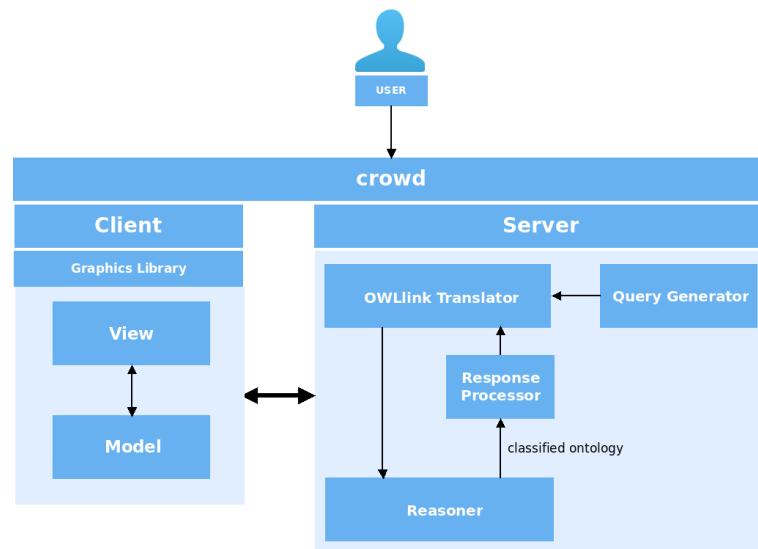 USER
crowd
Client
Server
Graphics Library
OWLlink Translator
Query Generator
View
Response
Processor
Model
classified ontology
Reasoner